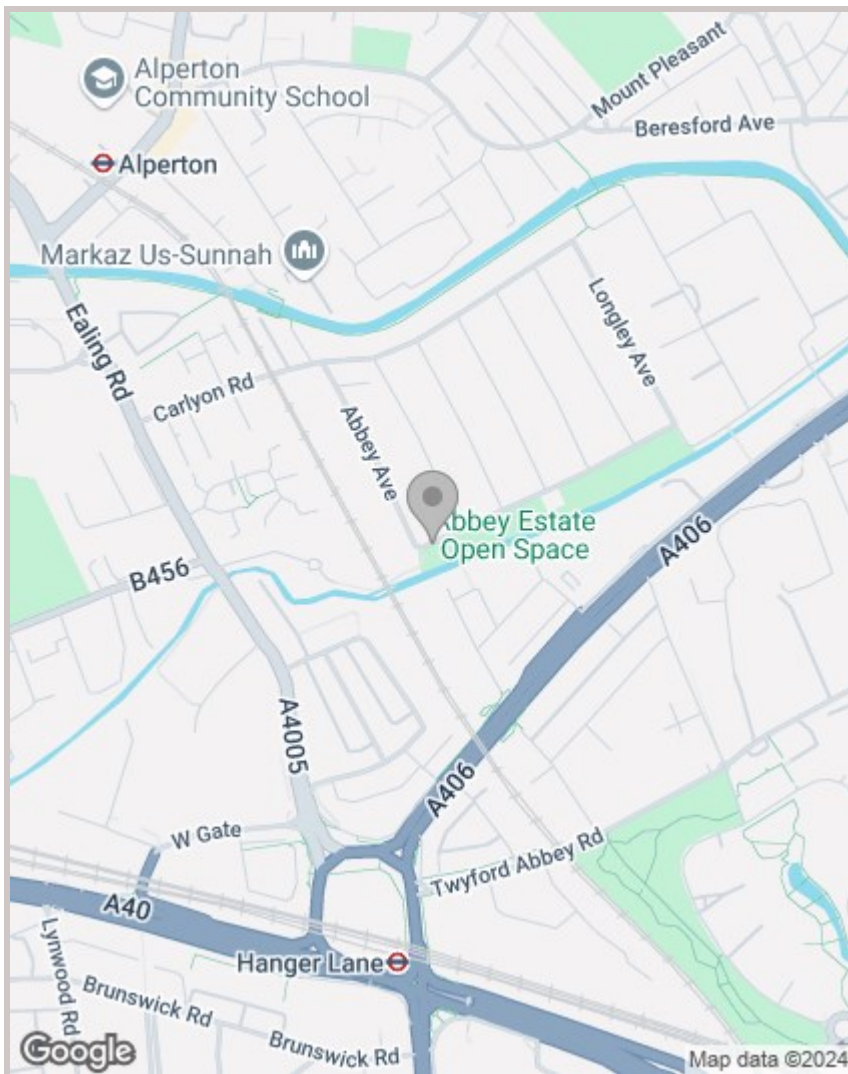 Alperton
Community School
Mount Pleasant
Beresford Ave
Alperton
Markaz Us-Sunnah
Longley Ave
Ealing Rd
Carlyon Rd
Abbey Ave
Abbey Estate
Open Space
A406
B456
A4005
A406
W Gate
Twyford Abbey Rd
A40
Hanger Lane
Lynwood Rd
Brunswick Rd
Brunswick Rd
Google
Map data ©2024